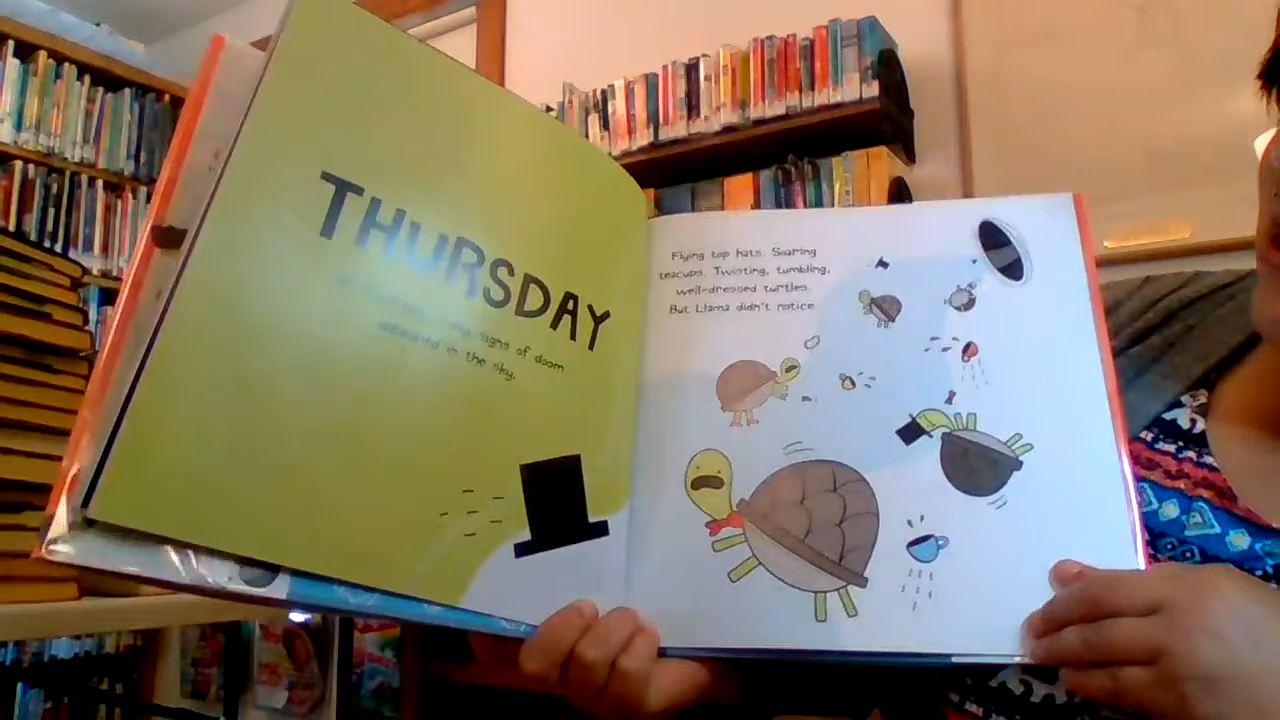 THURSDAY
signs of doom
in the sky.
Flying top hats. Soaring
teacups. Twisting, tumbling,
well-dressed turtles.
But Llama didn't notice